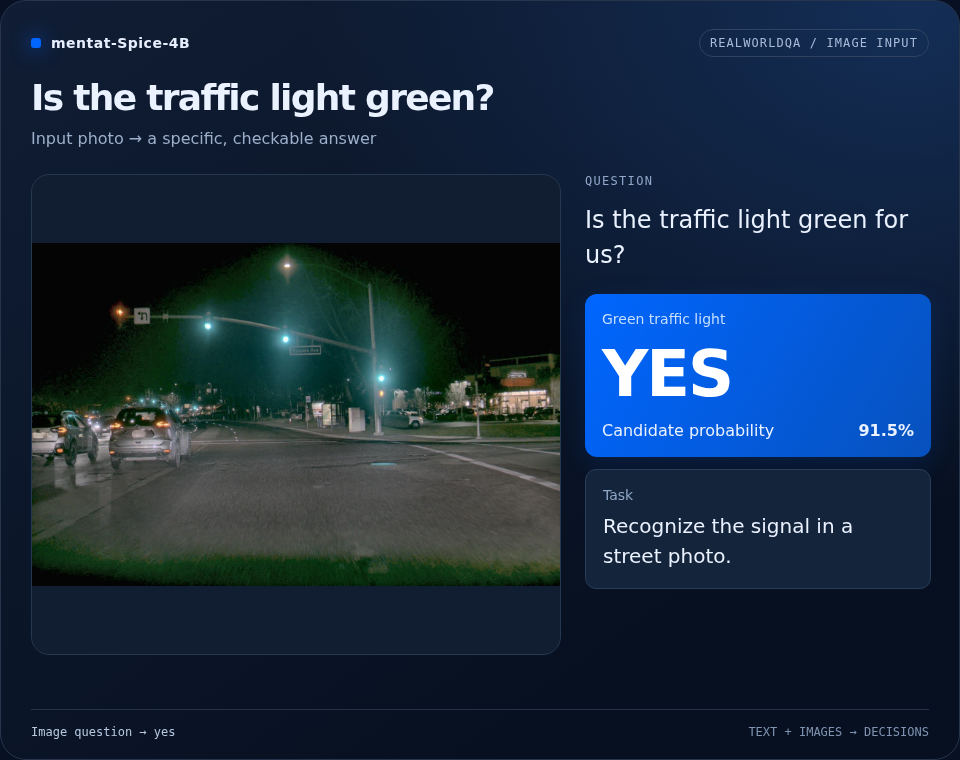 mentat-Spice-4B
REALWORLDQA / IMAGE INPUT
Is the traffic light green?
Input photo → a specific, checkable answer
QUESTION
Is the traffic light green for
us?
Green traffic light
YES
Candidate probability 91.5%
Task
Recognize the signal in a
street photo.
Image question → yes
TEXT + IMAGES → DECISIONS